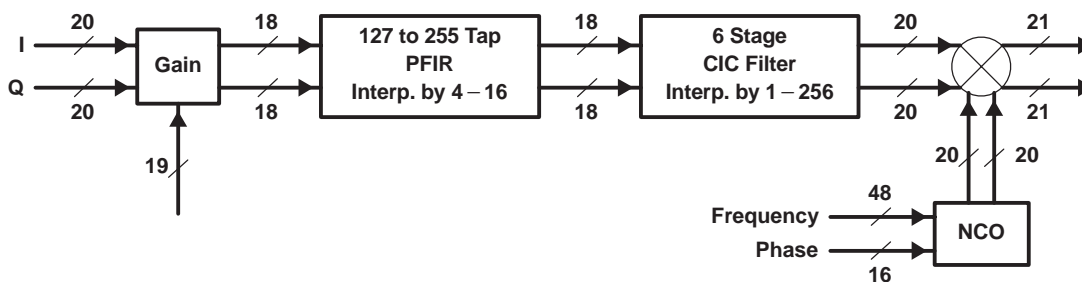 20 18 18 20 21
I
Q
Gain
127 to 255 Tap
PFIR
Interp. by 4 – 16
6 Stage
CIC Filter
Interp. by 1 – 256
20 18 18 20 21
19
20 20
Frequency 48
Phase
16
NCO